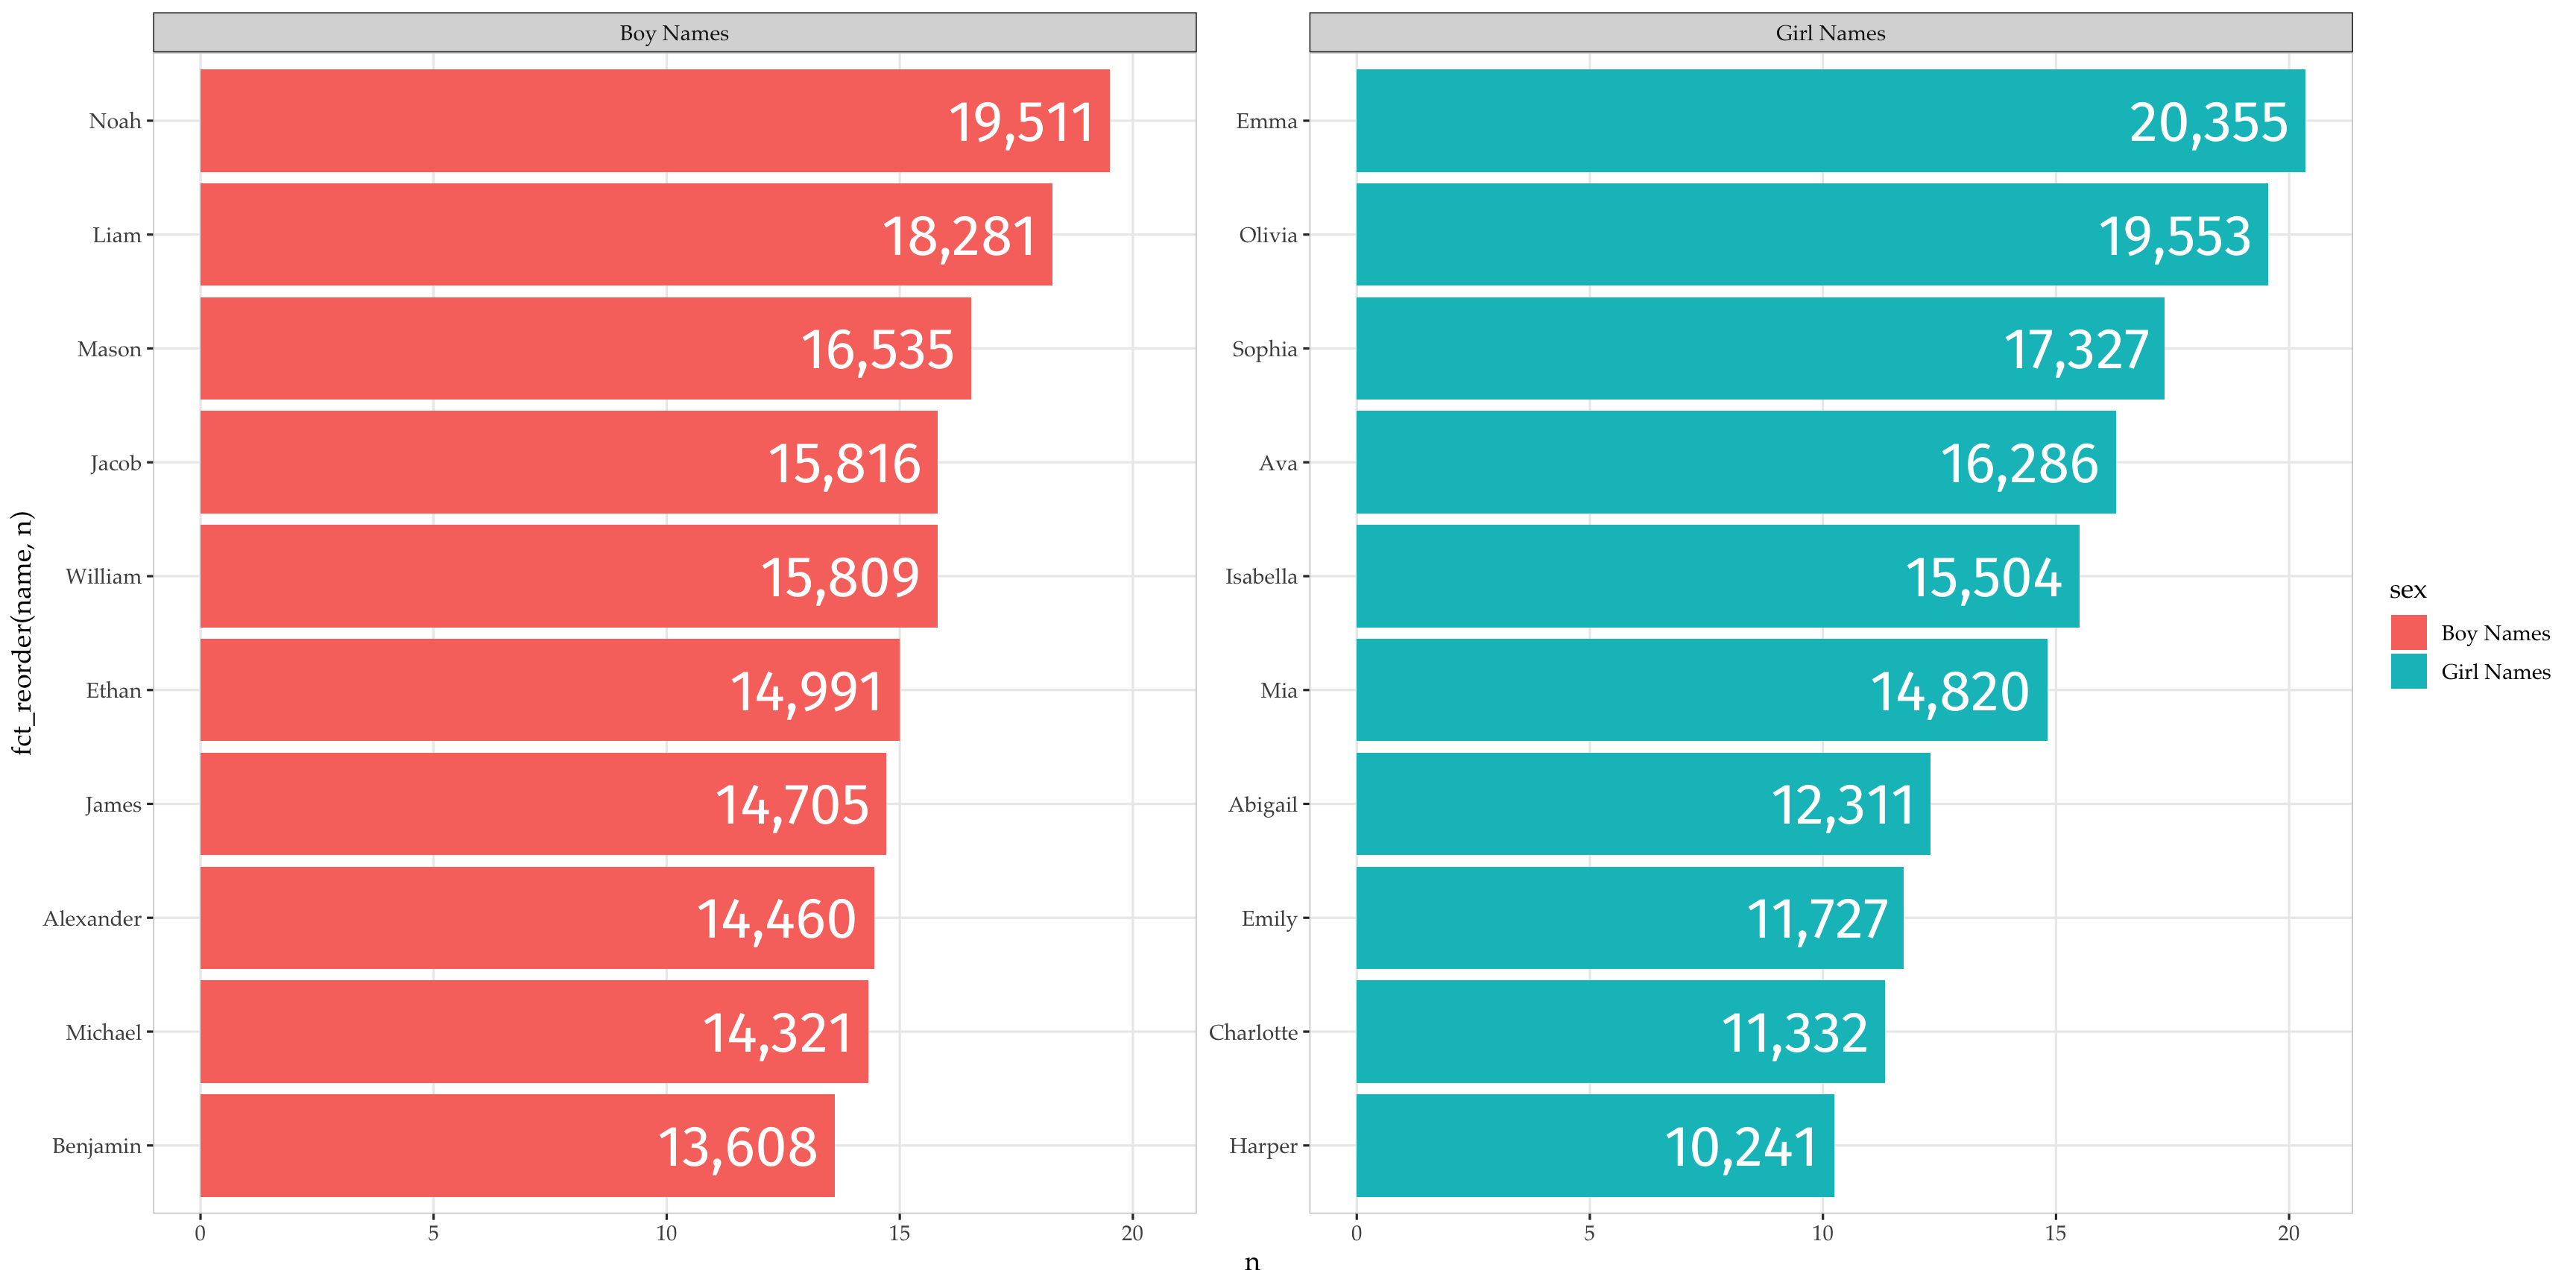 Boy Names
Noah 19,511
Liam 18,281
Mason 16,535
Jacob 15,816
William 15,809
Ethan 14,991
James 14,705
Alexander 14,460
Michael 14,321
Benjamin 13,608
0 5 10 15 20
Girl Names
Emma 20,355
Olivia 19,553
Sophia 17,327
Ava 16,286
Isabella 15,504
Mia 14,820
Abigail 12,311
Emily 11,727
Charlotte 11,332
Harper 10,241
0 5 10 15 20
n
fct_reorder(name, n)
sex
Boy Names
Girl Names